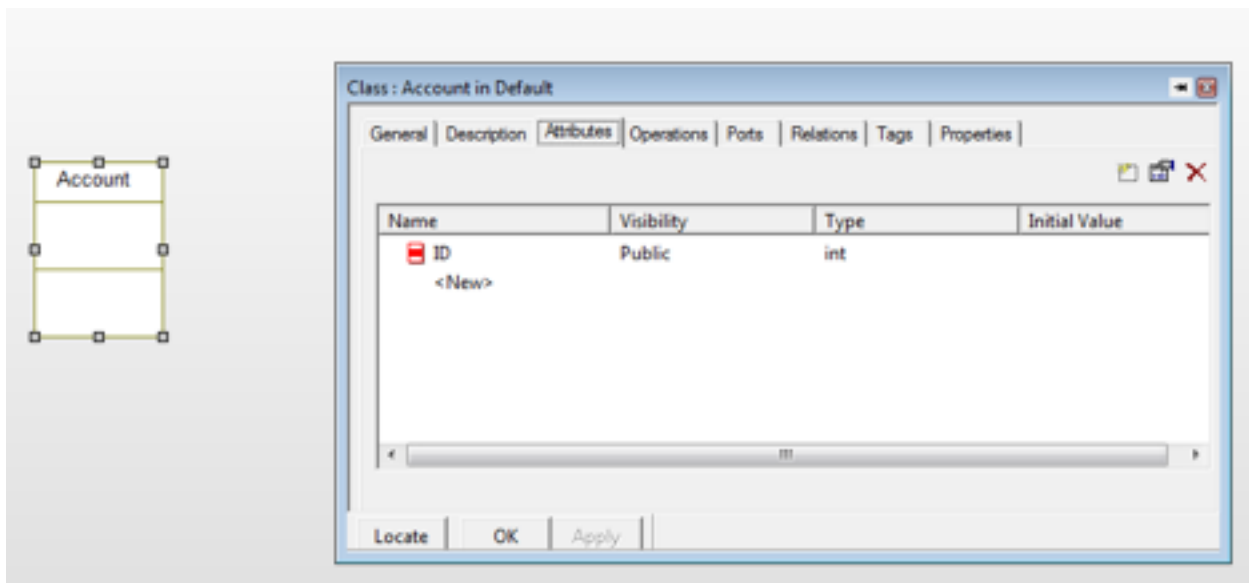 Class : Account in Default
General Description Attributes Operations Ports Relations Tags Properties
Account
Name Visibility Type Initial Value
ID Public int
<New>
Locate OK Apply